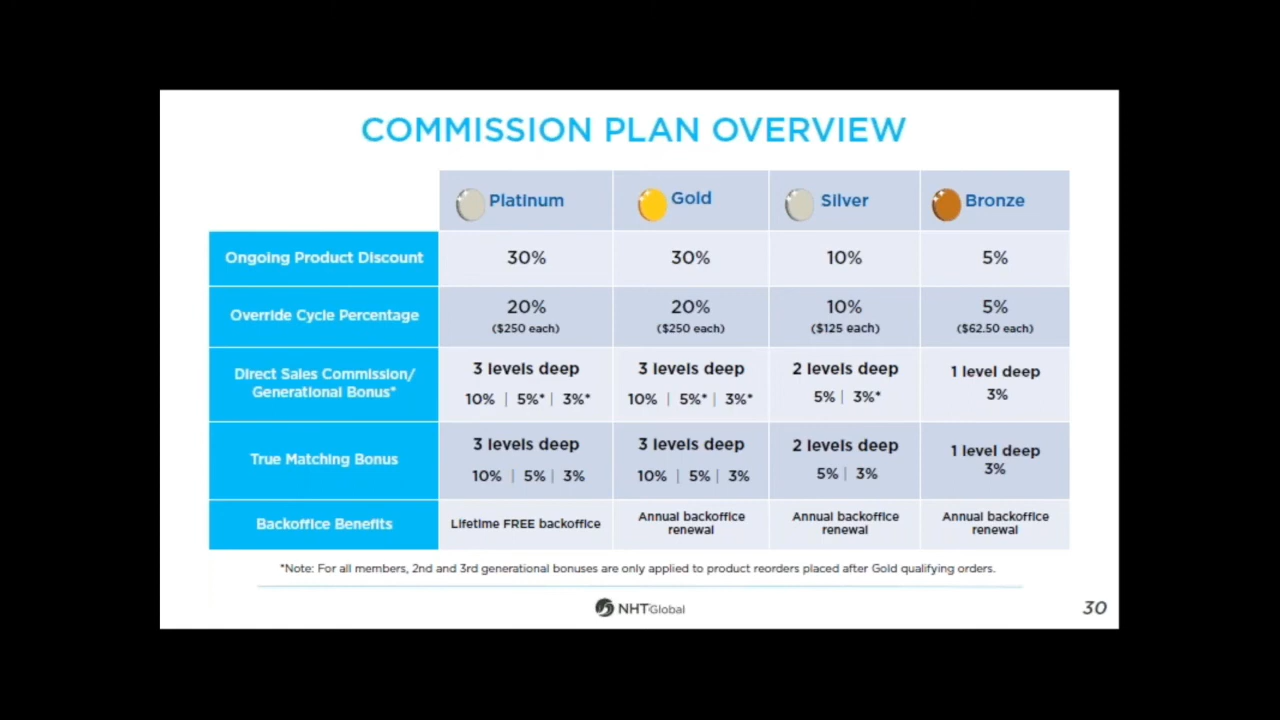 COMMISSION PLAN OVERVIEW
Platinum Gold Silver Bronze
Ongoing Product Discount 30% 30% 10% 5%
Override Cycle Percentage 20% 20% 10% 5%
($250 each) ($250 each) ($125 each) ($62.50 each)
Direct Sales Commission/
Generational Bonus*
3 levels deep 3 levels deep 2 levels deep 1 level deep
10% | 5%* | 3%* 10% | 5%* | 3%* 5% | 3%* 3%
True Matching Bonus
3 levels deep 3 levels deep 2 levels deep 1 level deep
10% | 5% | 3% 10% | 5% | 3% 5% | 3% 3%
Backoffice Benefits
Lifetime FREE backoffice
Annual backoffice
renewal
Annual backoffice
renewal
Annual backoffice
renewal
*Note: For all members, 2nd and 3rd generational bonuses are only applied to product reorders placed after Gold qualifying orders.
NHTGlobal
30